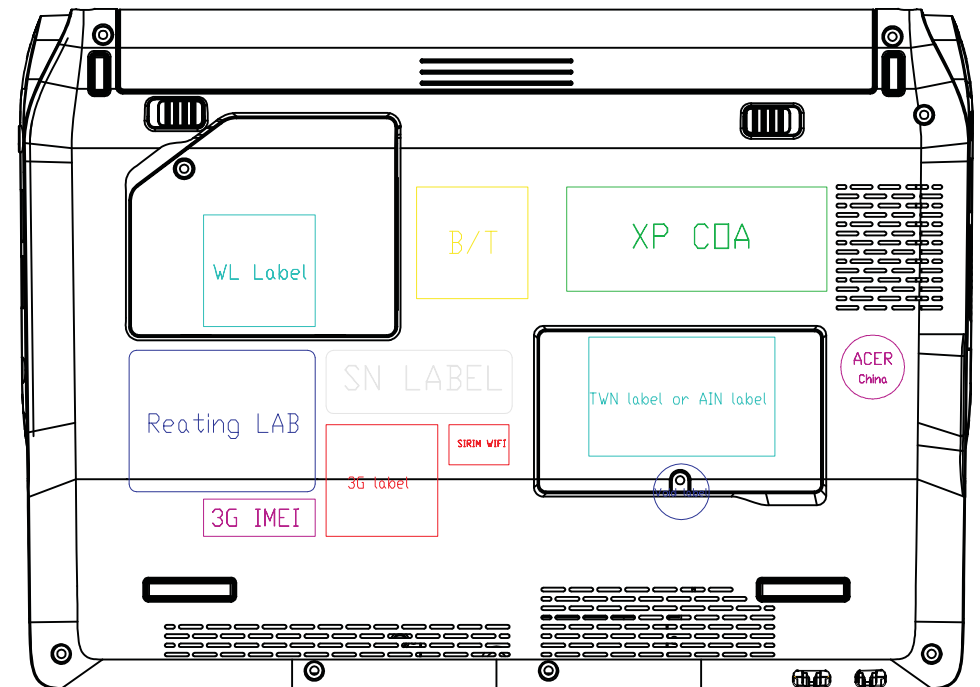 WL Label
B/T
XP COA
ACER
China
Reating LAB
SN LABEL
TWN label or AIN label
SIRIM WIFI
3G label
3G IMEI